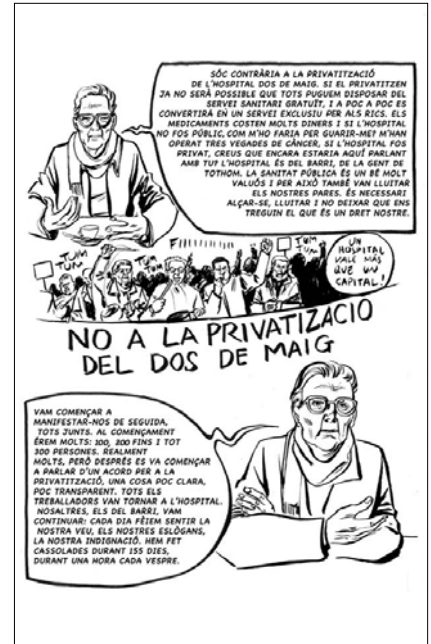 SÓC CONTRÀRIA A LA PRIVATITZACIÓ
DE L'HOSPITAL DOS DE MAIG. SI EL PRIVATITZEN
JA NO SERÀ POSSIBLE QUE TOTS PUGUEM DISPOSAR DEL
SERVEI SANITARI GRATUÏT, I A POC A POC ES
CONVERTIRÀ EN UN SERVEI EXCLUSIU PER ALS RICS. ELS
MEDICAMENTS COSTEN MOLTS DINERS I SI L'HOSPITAL
NO FOS PÚBLIC, COM M'HO FARIA PER GUARIR-ME? M'HAN
OPERAT TRES VEGADES DE CÀNCER, SI L'HOSPITAL FOS
PRIVAT, CREUS QUE ENCARA ESTARIA AQUÍ PARLANT
AMB TU? L'HOSPITAL ÉS DEL BARRI, DE LA GENT DE
TOTHOM. LA SANITAT PÚBLICA ÉS UN BÉ MOLT
VALUÓS I PER AIXÒ TAMBÉ VAN LLUITAR
ELS NOSTRES PARES. ÉS NECESSARI
ALÇAR-SE, LLUITAR I NO DEIXAR QUE ENS
TREGUIN EL QUE ÉS UN DRET NOSTRE.
TUM
TUM
TUM
TUM
FIIIIIIIII
TUM
TUM
UN
HOSPITAL
VALE MÁS
QUE UN
CAPITAL!
NO A LA PRIVATIZACIO
DEL DOS DE MAIG
VAM COMENÇAR A
MANIFESTAR-NOS DE SEGUIDA,
TOTS JUNTS. AL COMENÇAMENT
ÉREM MOLTS: 100, 200 FINS I TOT
300 PERSONES. REALMENT
MOLTS, PERÒ DESPRÉS ES VA COMENÇAR
A PARLAR D'UN ACORD PER A LA
PRIVATITZACIÓ, UNA COSA POC CLARA,
POC TRANSPARENT. TOTS ELS
TREBALLADORS VAN TORNAR A L'HOSPITAL.
NOSALTRES, ELS DEL BARRI, VAM
CONTINUAR: CADA DIA FÈIEM SENTIR LA
NOSTRA VEU, ELS NOSTRES ESLÒGANS,
LA NOSTRA INDIGNACIÓ. HEM FET
CASSOLADES DURANT 155 DIES,
DURANT UNA HORA CADA VESPRE.